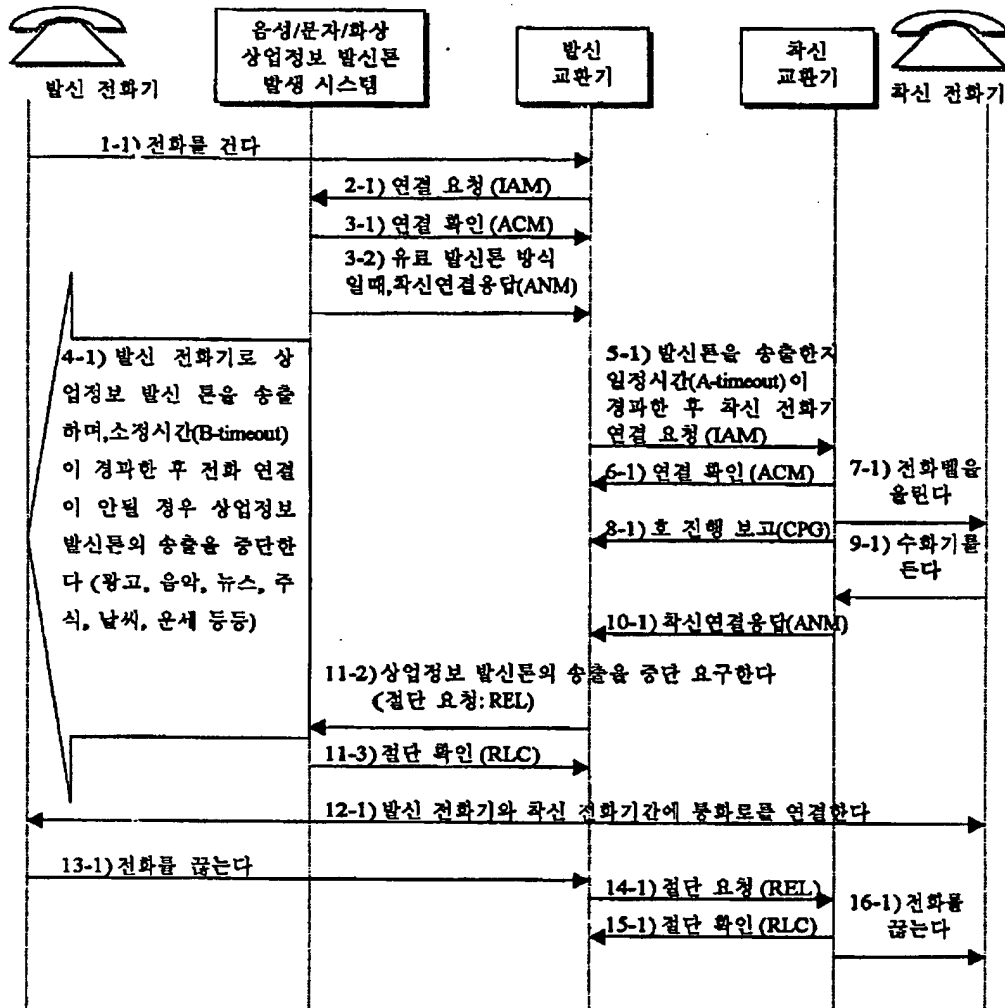 음성/문자/화상
상업정보 발신톤
발생 시스템
발신
교환기
착신
교환기
발신 전화기
착신 전화기
1-1) 전화를 건다
2-1) 연결 요청 (IAM)
3-1) 연결 확인 (ACM)
3-2) 유료 발신톤 방식
일때,착신연결응답(ANM)
4-1) 발신 전화기로 상
업정보 발신 톤을 송출
하며,소정시간(B-timeout)
이 경과한 후 전화 연결
이 안될 경우 상업정보
발신톤의 송출을 중단한
다 (광고, 음악, 뉴스, 주
식, 날씨, 운세 등등)
5-1) 발신톤을 송출한지
일정시간(A-timeout)이
경과한 후 착신 전화기
연결 요청 (IAM)
6-1) 연결 확인 (ACM)
7-1) 전화벨을
울린다
8-1) 호 진행 보고(CPG)
9-1) 수화기를
든다
10-1) 착신연결응답(ANM)
11-2) 상업정보 발신톤의 송출을 중단 요구한다
(절단 요청: REL)
11-3) 절단 확인 (RLC)
12-1) 발신 전화기와 착신 전화기간에 통화로를 연결한다
13-1) 전화를 끊는다
14-1) 절단 요청 (REL)
15-1) 절단 확인 (RLC)
16-1) 전화를
끊는다